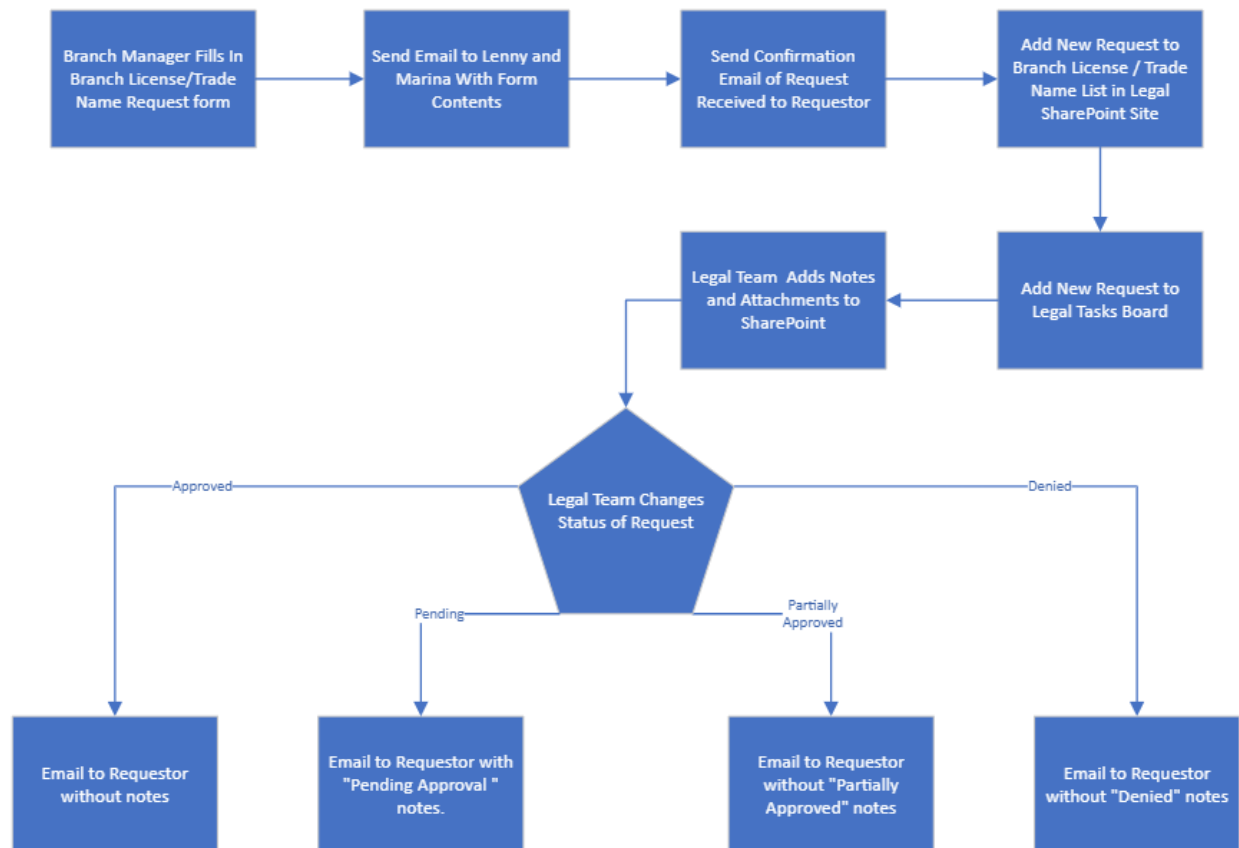 Branch Manager Fills In
Branch License/Trade
Name Request form
Send Email to Lenny and
Marina With Form
Contents
Send Confirmation
Email of Request
Received to Requestor
Add New Request to
Branch License / Trade
Name List in Legal
SharePoint Site
Legal Team  Adds Notes
and Attachments to
SharePoint
Add New Request to
Legal Tasks Board
Approved
Legal Team Changes
Status of Request
Denied
Pending
Partially
Approved
Email to Requestor
without notes
Email to Requestor with
"Pending Approval "
notes.
Email to Requestor
without "Partially
Approved" notes
Email to Requestor
without "Denied" notes